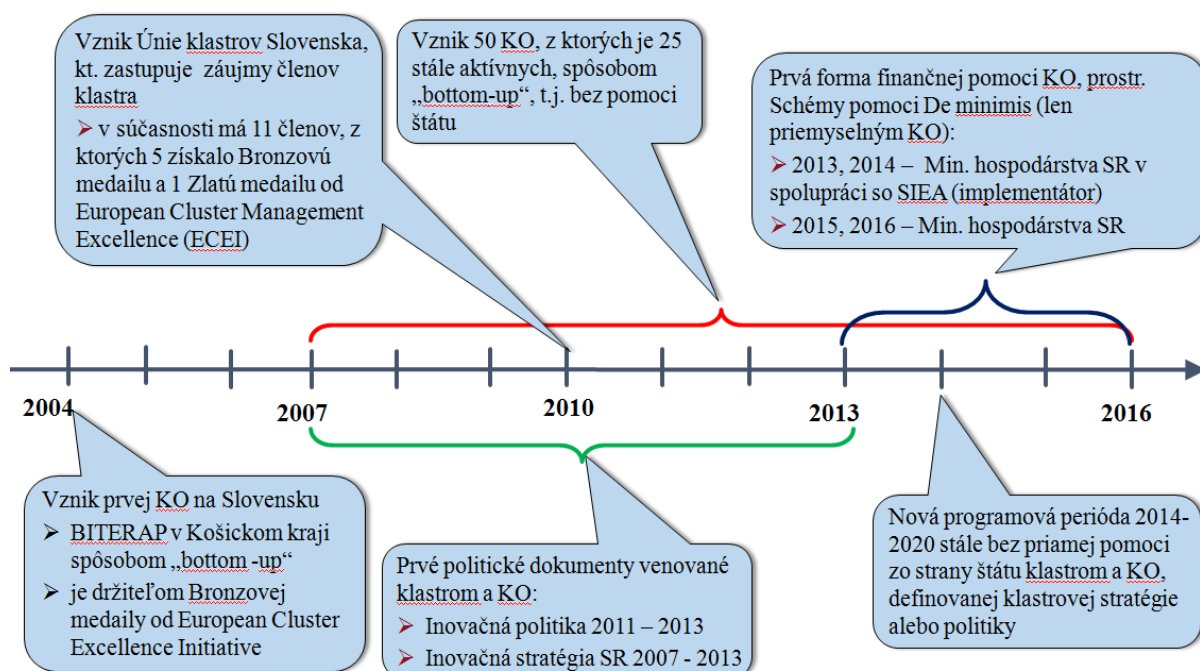 Vznik Únie klastrov Slovenska,
kt. zastupuje záujmy členov
klastra
➤ v súčasnosti má 11 členov, z
ktorých 5 získalo Bronzovú
medailu a 1 Zlatú medailu od
European Cluster Management
Excellence (ECEI)
Vznik 50 KO, z ktorých je 25
stále aktívnych, spôsobom
„bottom-up“, t.j. bez pomoci
štátu
Prvá forma finančnej pomoci KO, prostr.
Schémy pomoci De minimis (len
priemyselným KO):
➤ 2013, 2014 – Min. hospodárstva SR v
spolupráci so SIEA (implementátor)
➤ 2015, 2016 – Min. hospodárstva SR
2004
2007
2010
2013
2016
Vznik prvej KO na Slovensku
➤ BITERAP v Košickom kraji
spôsobom „bottom -up“
➤ je držiteľom Bronzovej
medaily od European Cluster
Excellence Initiative
Prvé politické dokumenty venované
klastrom a KO:
➤ Inovačná politika 2011 – 2013
➤ Inovačná stratégia SR 2007 - 2013
Nová programová perióda 2014-
2020 stále bez priamej pomoci
zo strany štátu klastrom a KO,
definovanej klastrovej stratégie
alebo politiky